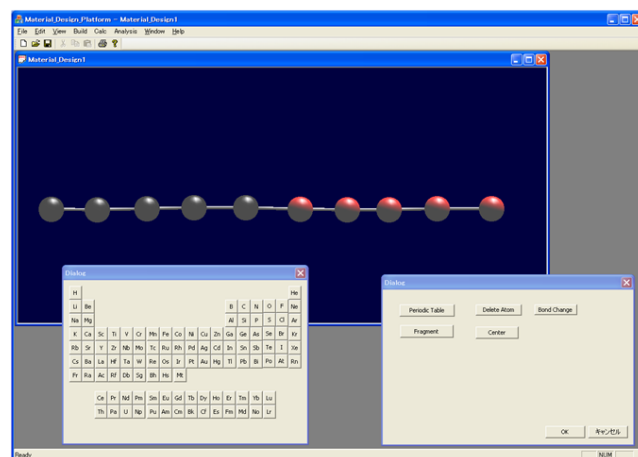 Material_Design_Platform - Material_Design1
File Edit View Build Calc Analysis Window Help
Material_Design1
Dialog
H He
Li Be B C N O F Ne
Na Mg Al Si P S Cl Ar
K Ca Sc Ti V Cr Mn Fe Co Ni Cu Zn Ga Ge As Se Br Kr
Rb Sr Y Zr Nb Mo Tc Ru Rh Pd Ag Cd In Sn Sb Te I Xe
Cs Ba La Hf Ta W Re Os Ir Pt Au Hg Tl Pb Bi Po At Rn
Fr Ra Ac Rf Db Sg Bh Hs Mt
Ce Pr Nd Pm Sm Eu Gd Tb Dy Ho Er Tm Yb Lu
Th Pa U Np Pu Am Cm Bk Cf Es Fm Md No Lr
Dialog
Periodic Table Delete Atom Bond Change
Fragment Center
OK キャンセル
Ready NUM